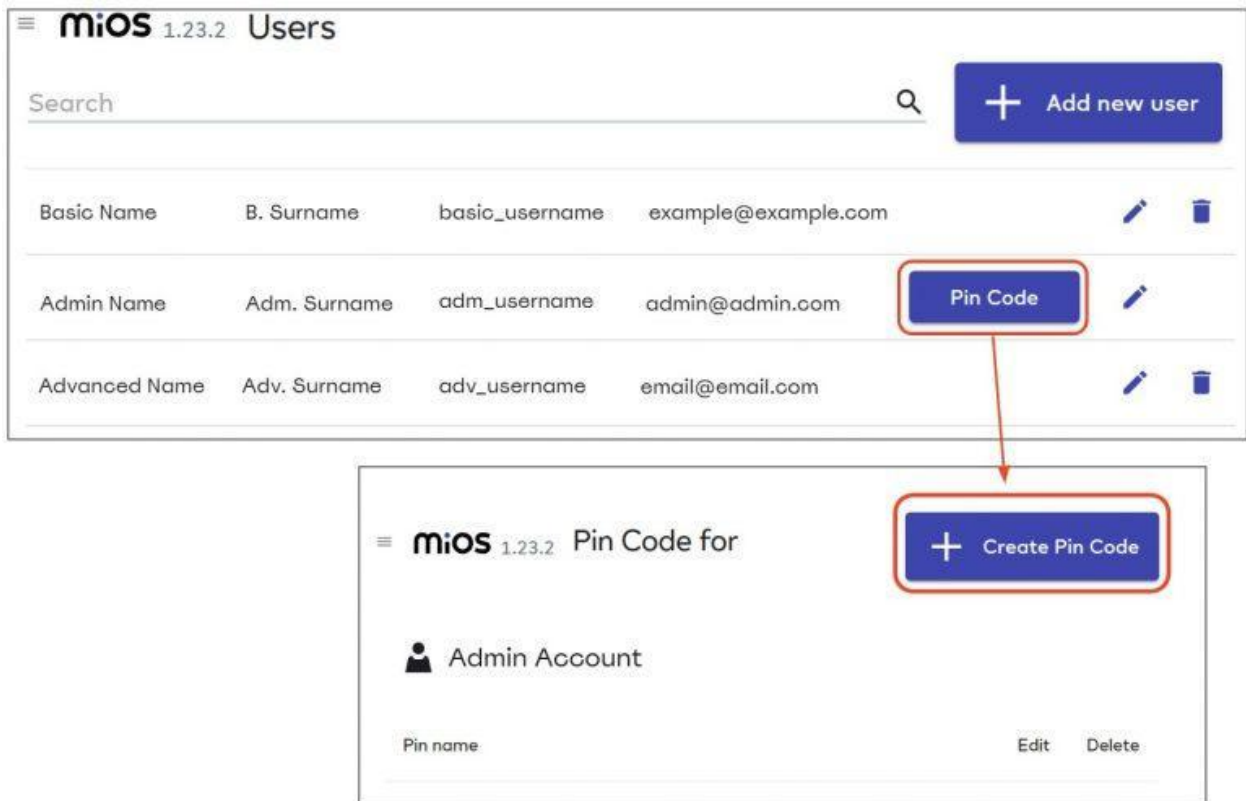 miOS 1.23.2 Users
Search
Add new user
Basic Name B. Surname basic_username example@example.com
Admin Name Adm. Surname adm_username admin@admin.com Pin Code
Advanced Name Adv. Surname adv_username email@email.com
miOS 1.23.2 Pin Code for
Create Pin Code
Admin Account
Pin name Edit Delete